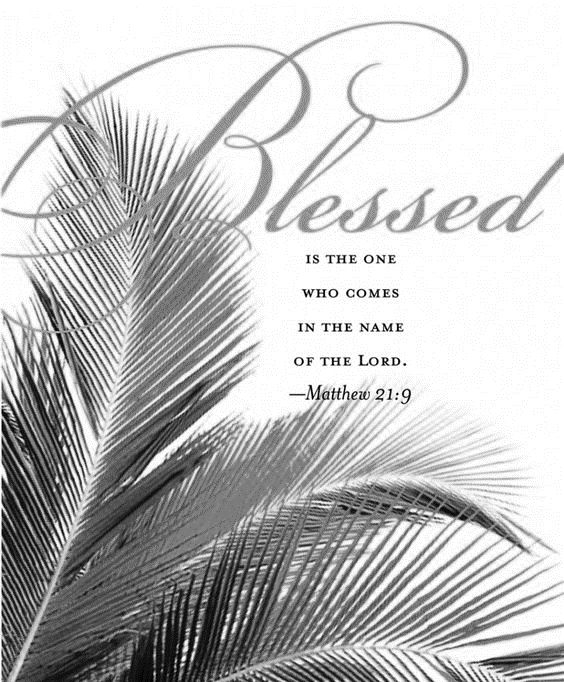 Blessed
is the one
who comes
in the name
of the Lord.
—Matthew 21:9